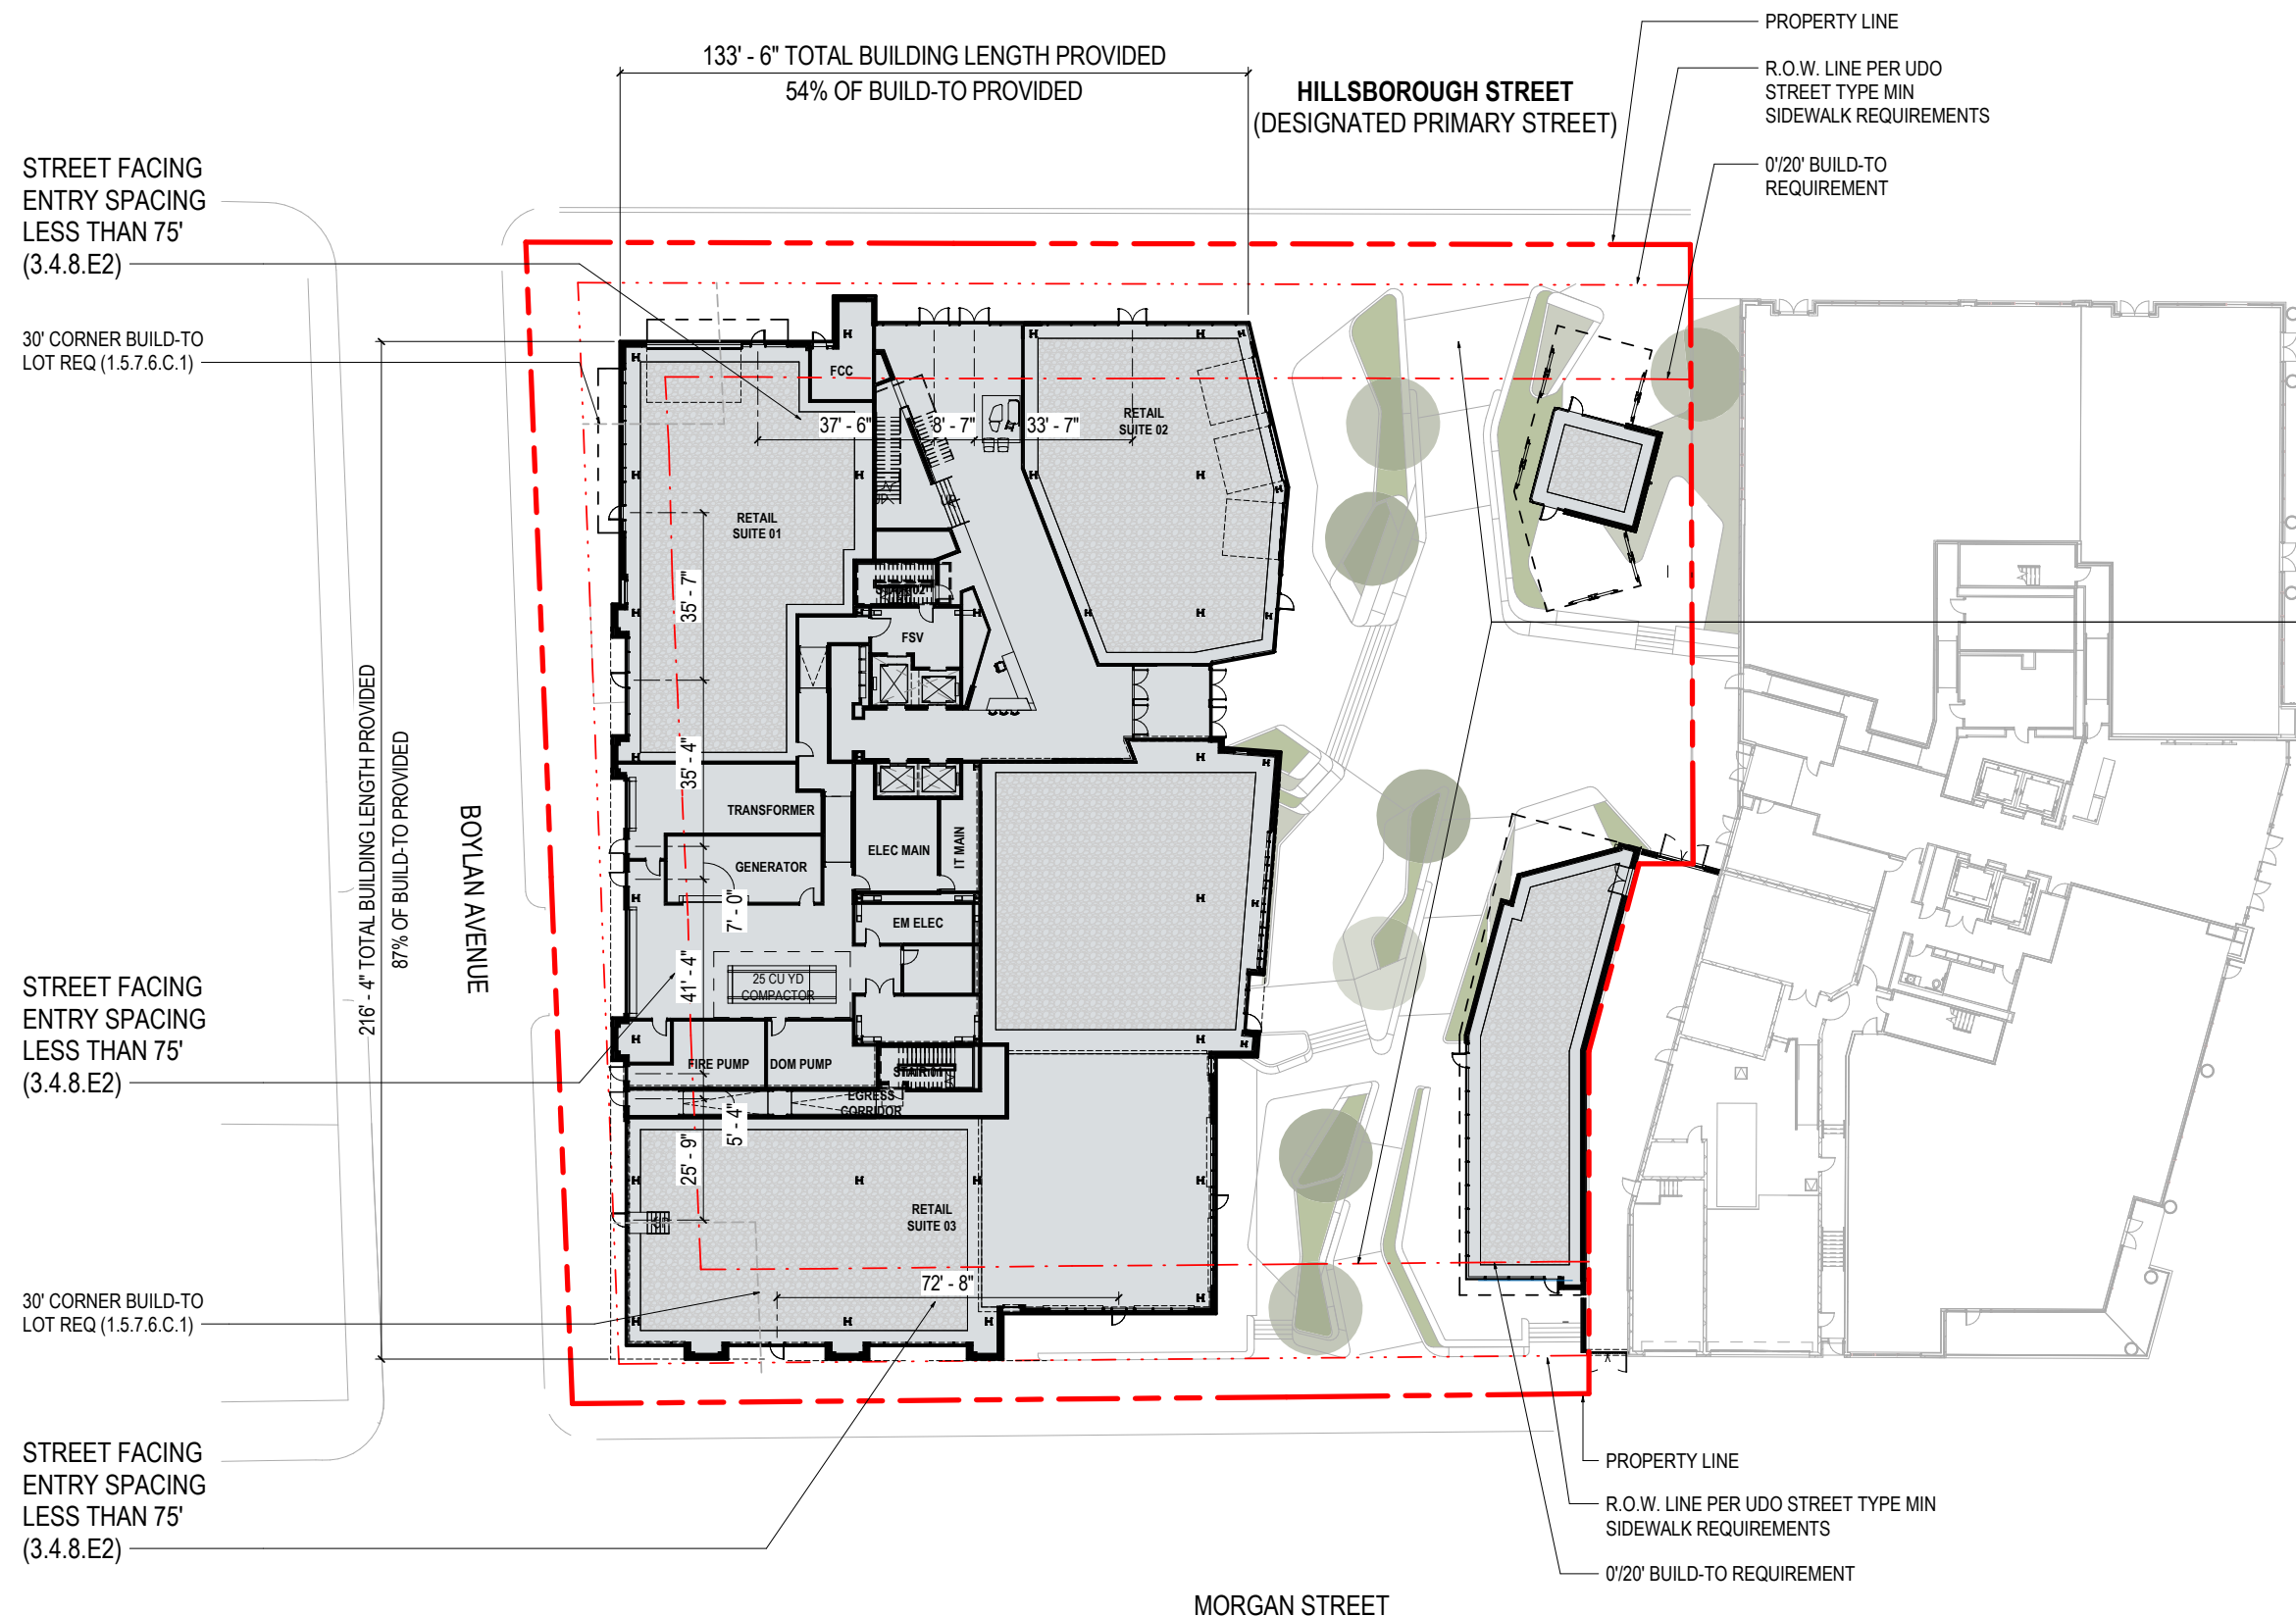 PROPERTY LINE
133' - 6" TOTAL BUILDING LENGTH PROVIDED
54% OF BUILD-TO PROVIDED
HILLSBOROUGH STREET
(DESIGNATED PRIMARY STREET)
R.O.W. LINE PER UDO
STREET TYPE MIN
SIDEWALK REQUIREMENTS
0'/20' BUILD-TO
REQUIREMENT
STREET FACING
ENTRY SPACING
LESS THAN 75'
(3.4.8.E2)
30' CORNER BUILD-TO
LOT REQ (1.5.7.6.C.1)
FCC
37' - 6"
8' - 7"
33' - 7"
RETAIL
SUITE 02
UP
RETAIL
SUITE 01
35' - 7"
FSV
35' - 4"
216' - 4" TOTAL BUILDING LENGTH PROVIDED
87% OF BUILD-TO PROVIDED
BOYLAN AVENUE
TRANSFORMER
GENERATOR
ELEC MAIN
IT MAIN
7' - 0"
EM ELEC
41' - 4"
25 CU YD
COMPACTOR
STREET FACING
ENTRY SPACING
LESS THAN 75'
(3.4.8.E2)
FIRE PUMP
DOM PUMP
STAIR 01
EGRESS
CORRIDOR
5' - 4"
25' - 9"
RETAIL
SUITE 03
72' - 8"
30' CORNER BUILD-TO
LOT REQ (1.5.7.6.C.1)
STREET FACING
ENTRY SPACING
LESS THAN 75'
(3.4.8.E2)
PROPERTY LINE
R.O.W. LINE PER UDO STREET TYPE MIN
SIDEWALK REQUIREMENTS
0'/20' BUILD-TO REQUIREMENT
MORGAN STREET